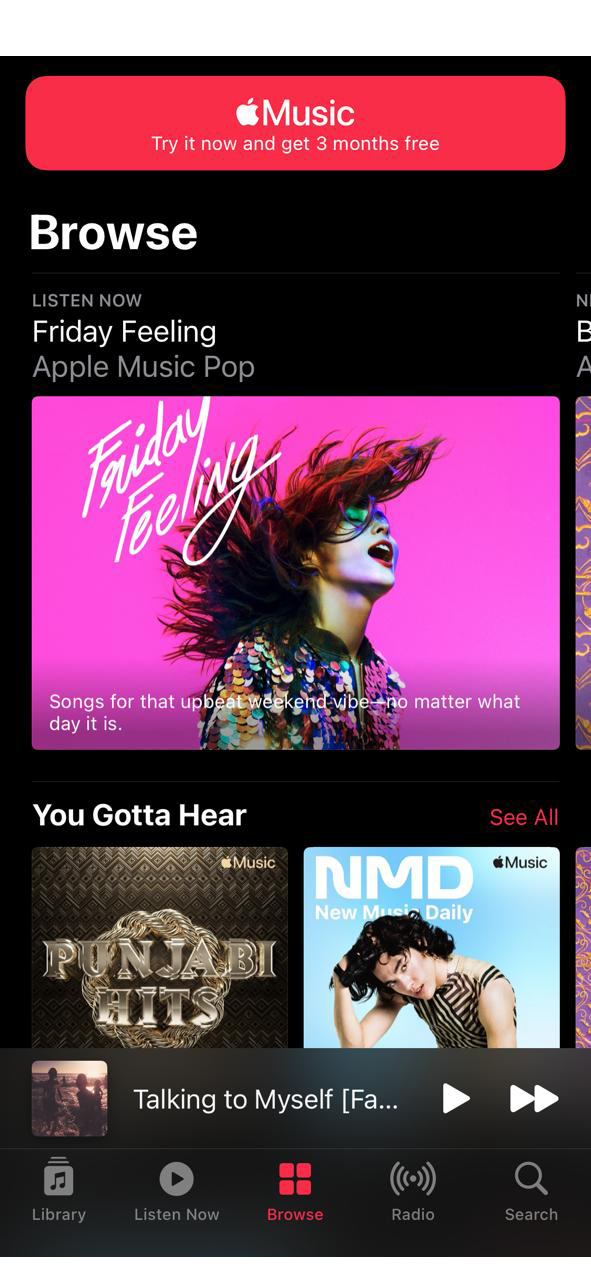 Music
Try it now and get 3 months free
Browse
LISTEN NOW
Friday Feeling
Apple Music Pop
Friday
Feeling
Songs for that upbeat weekend vibe—no matter what
day it is.
You Gotta Hear
See All
Music
PUNJABI
HITS
Music
NMD
New Music Daily
Talking to Myself [Fa...
Library
Listen Now
Browse
Radio
Search